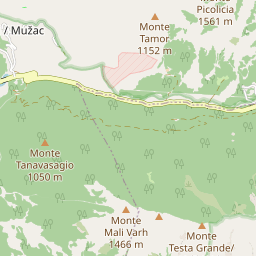 Picolicia
1561 m
Monte
Tamor
1152 m
/ Mužac
Monte
Tanavasagio
1050 m
Monte
Mali Varh
1466 m
Monte
Testa Grande/